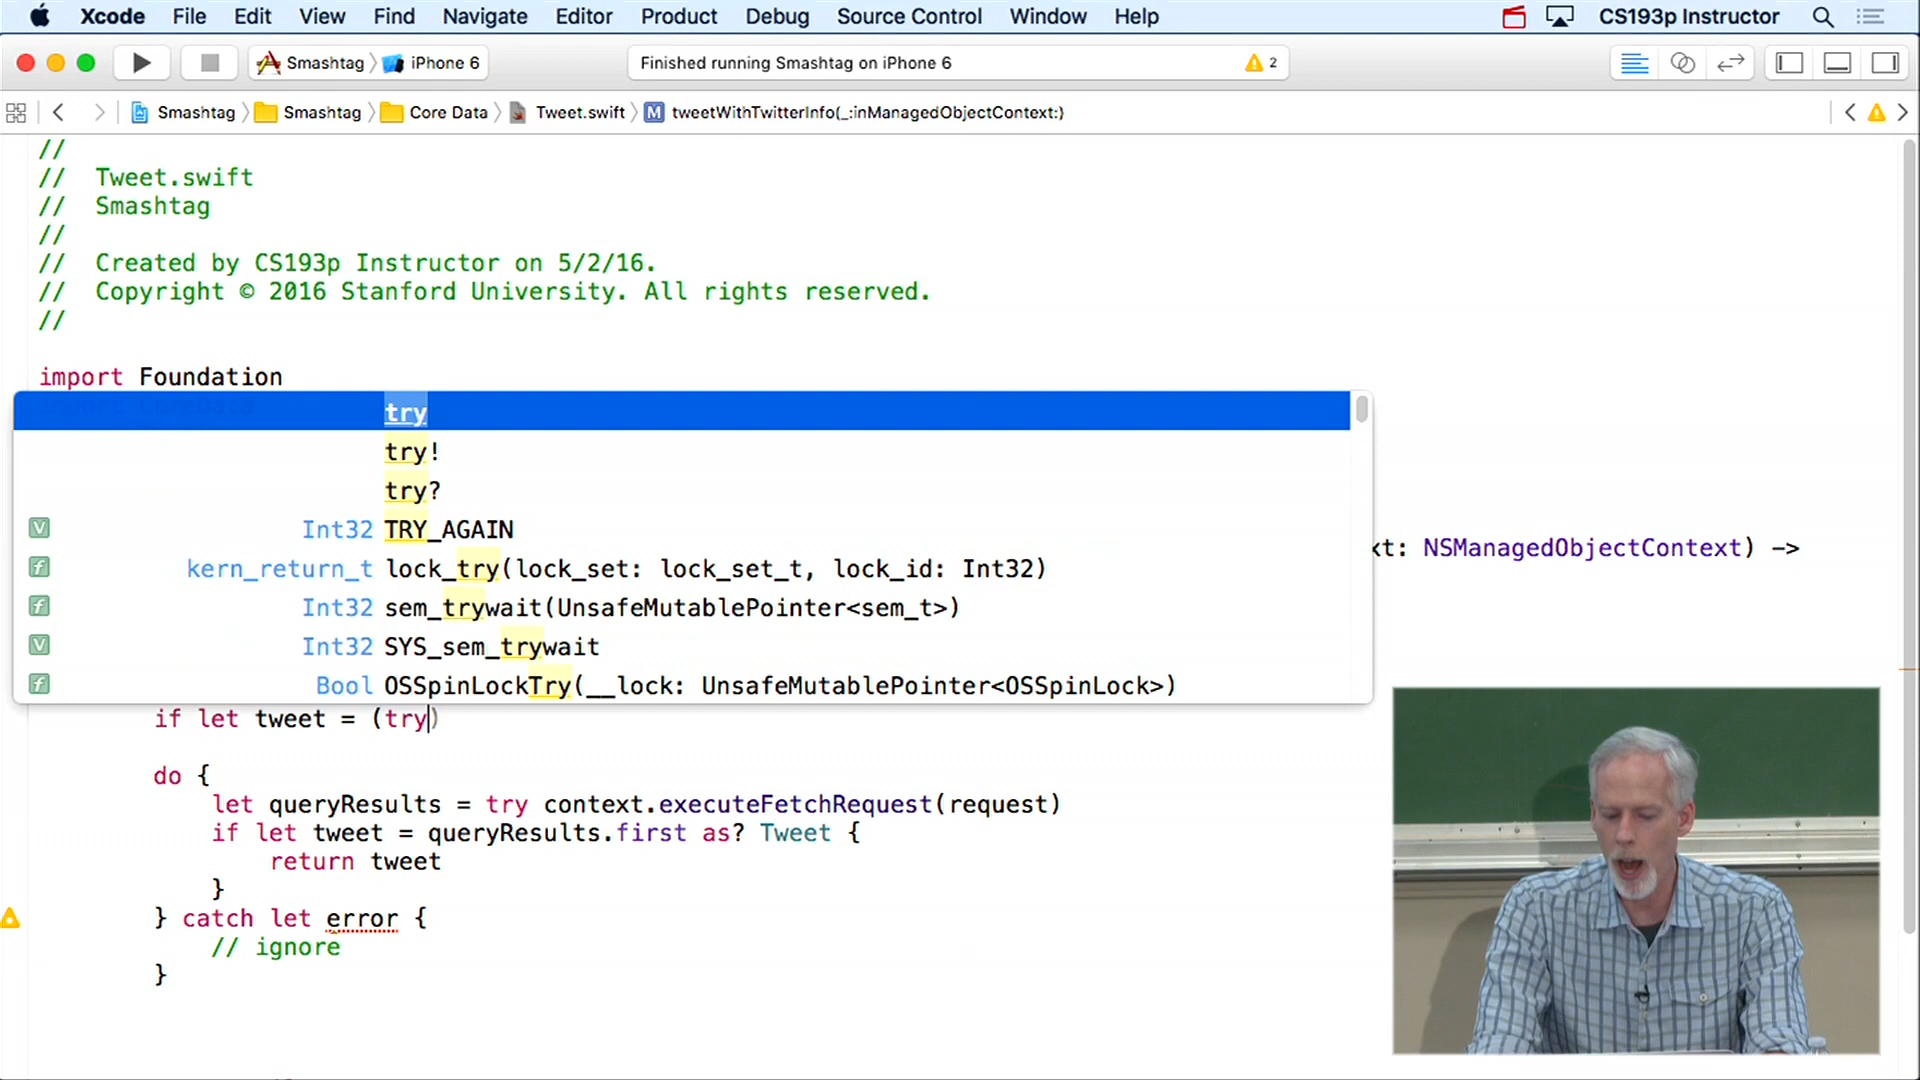 Xcode File Edit View Find Navigate Editor Product Debug Source Control Window Help CS193p Instructor
Smashtag iPhone 6 Finished running Smashtag on iPhone 6 2
Smashtag Smashtag Core Data Tweet.swift M tweetWithTwitterInfo(_:inManagedObjectContext:)
//
// Tweet.swift
// Smashtag
//
// Created by CS193p Instructor on 5/2/16.
// Copyright © 2016 Stanford University. All rights reserved.
//
import Foundation
try
try!
try?
V Int32 TRY_AGAIN
f kern_return_t lock_try(lock_set: lock_set_t, lock_id: Int32)
f Int32 sem_trywait(UnsafeMutablePointer<sem_t>)
V Int32 SYS_sem_trywait
f Bool OSSpinLockTry(__lock: UnsafeMutablePointer<OSSpinLock>)
xt: NSManagedObjectContext) ->
if let tweet = (try)
do {
let queryResults = try context.executeFetchRequest(request)
if let tweet = queryResults.first as? Tweet {
return tweet
}
} catch let error {
// ignore
}